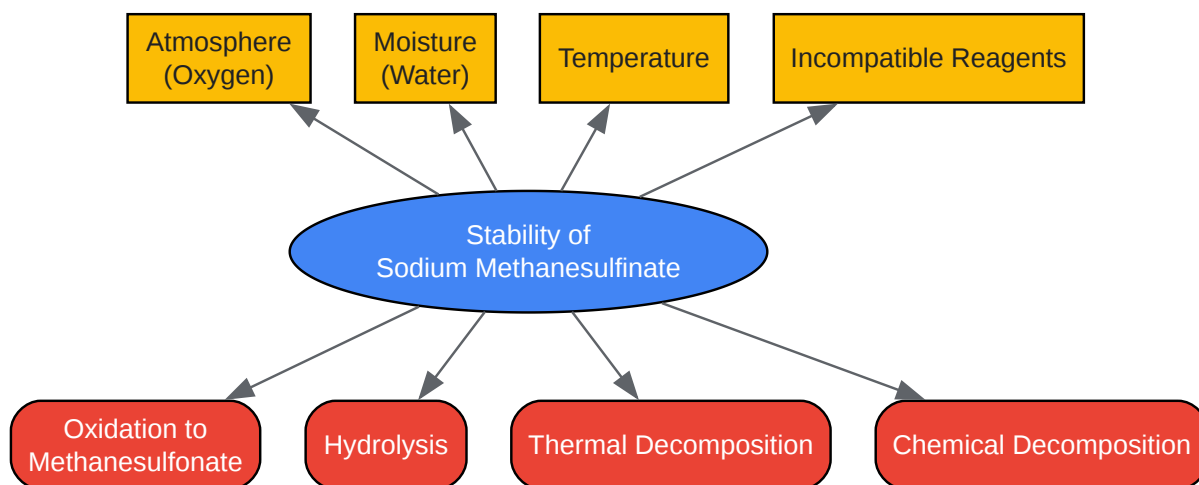 Atmosphere
(Oxygen)
Moisture
(Water)
Temperature
Incompatible Reagents
Stability of
Sodium Methanesulfinate
Oxidation to
Methanesulfonate
Hydrolysis
Thermal Decomposition
Chemical Decomposition